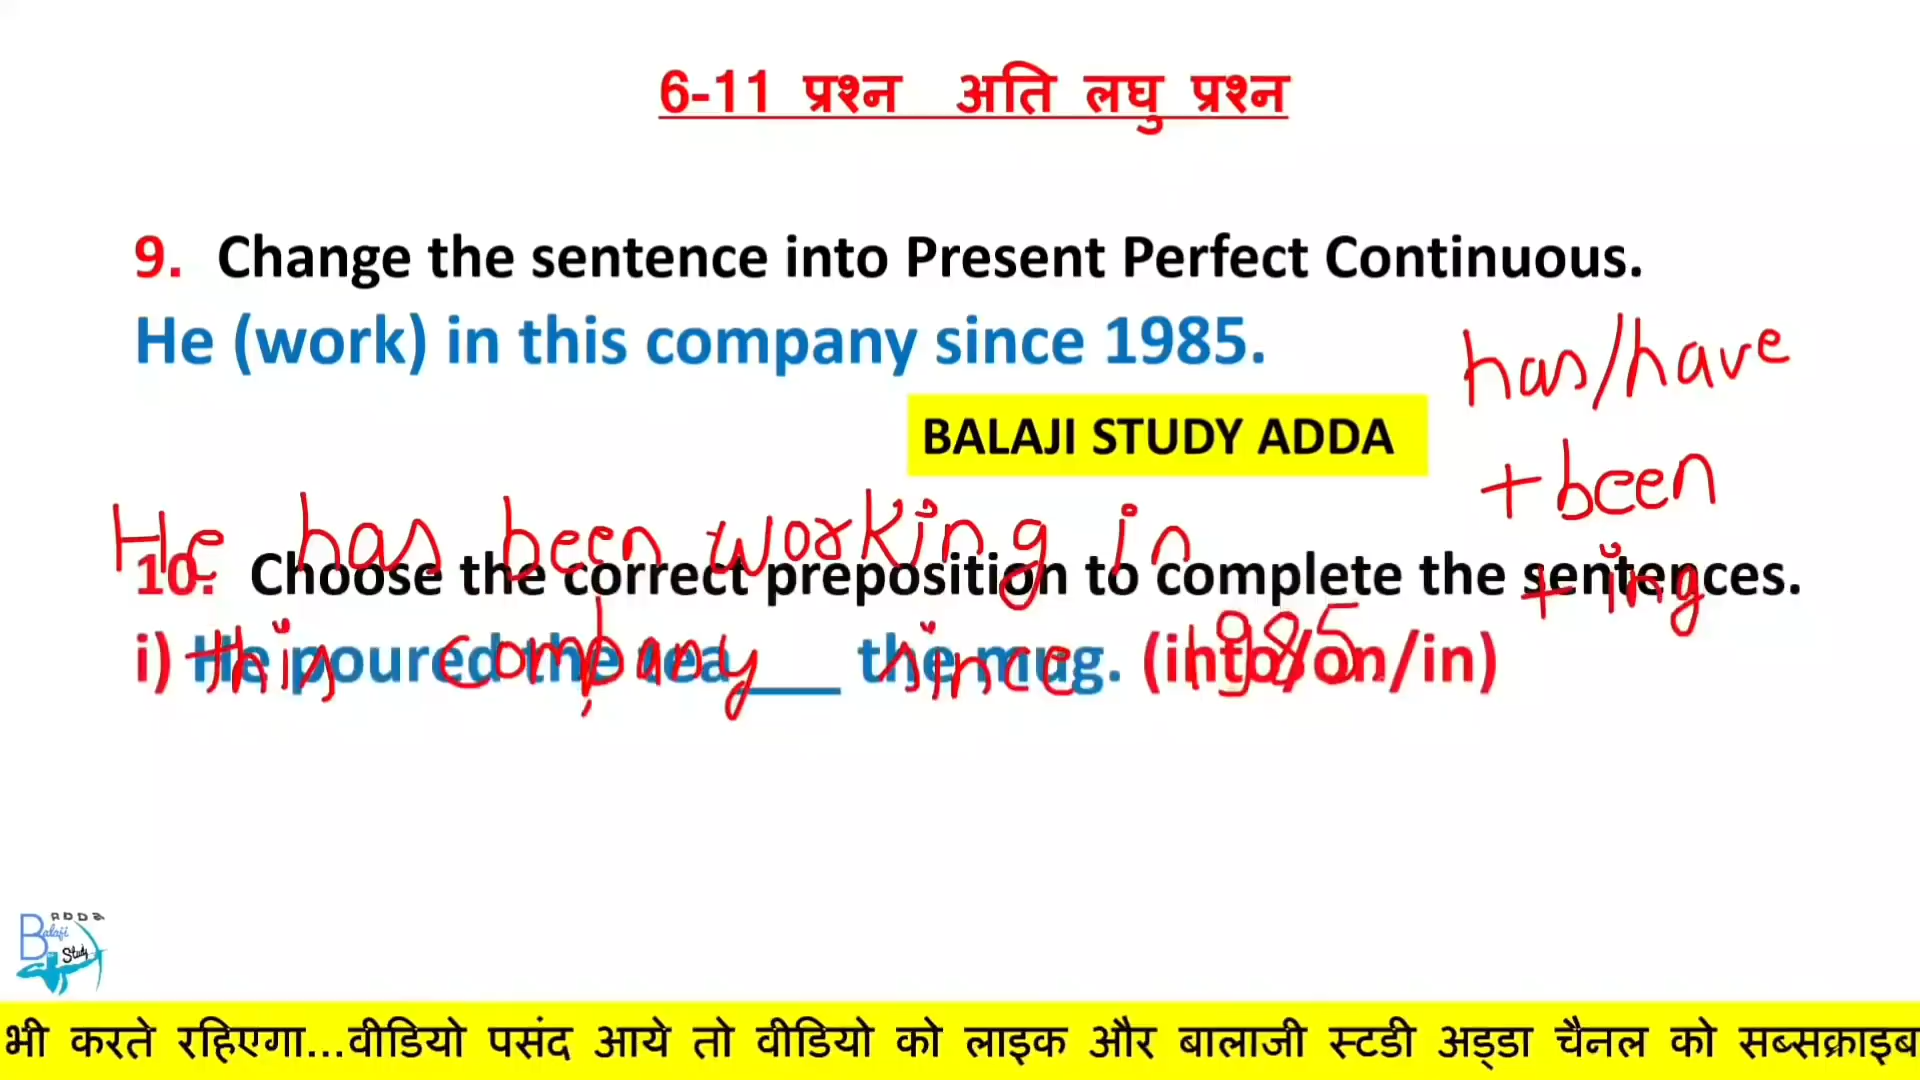 6-11 प्रश्न अति लघु प्रश्न
9. Change the sentence into Present Perfect Continuous.
He (work) in this company since 1985.
has/have
BALAJI STUDY ADDA
+ been
He has been working in
10. Choose the correct preposition to complete the sentences.
+ ing
this company since 1985.
i) He poured the tea ___ the mug. (into/on/in)
ADDA
Balaji
Study
भी करते रहिएगा...वीडियो पसंद आये तो वीडियो को लाइक और बालाजी स्टडी अड्डा चैनल को सब्सक्राइब